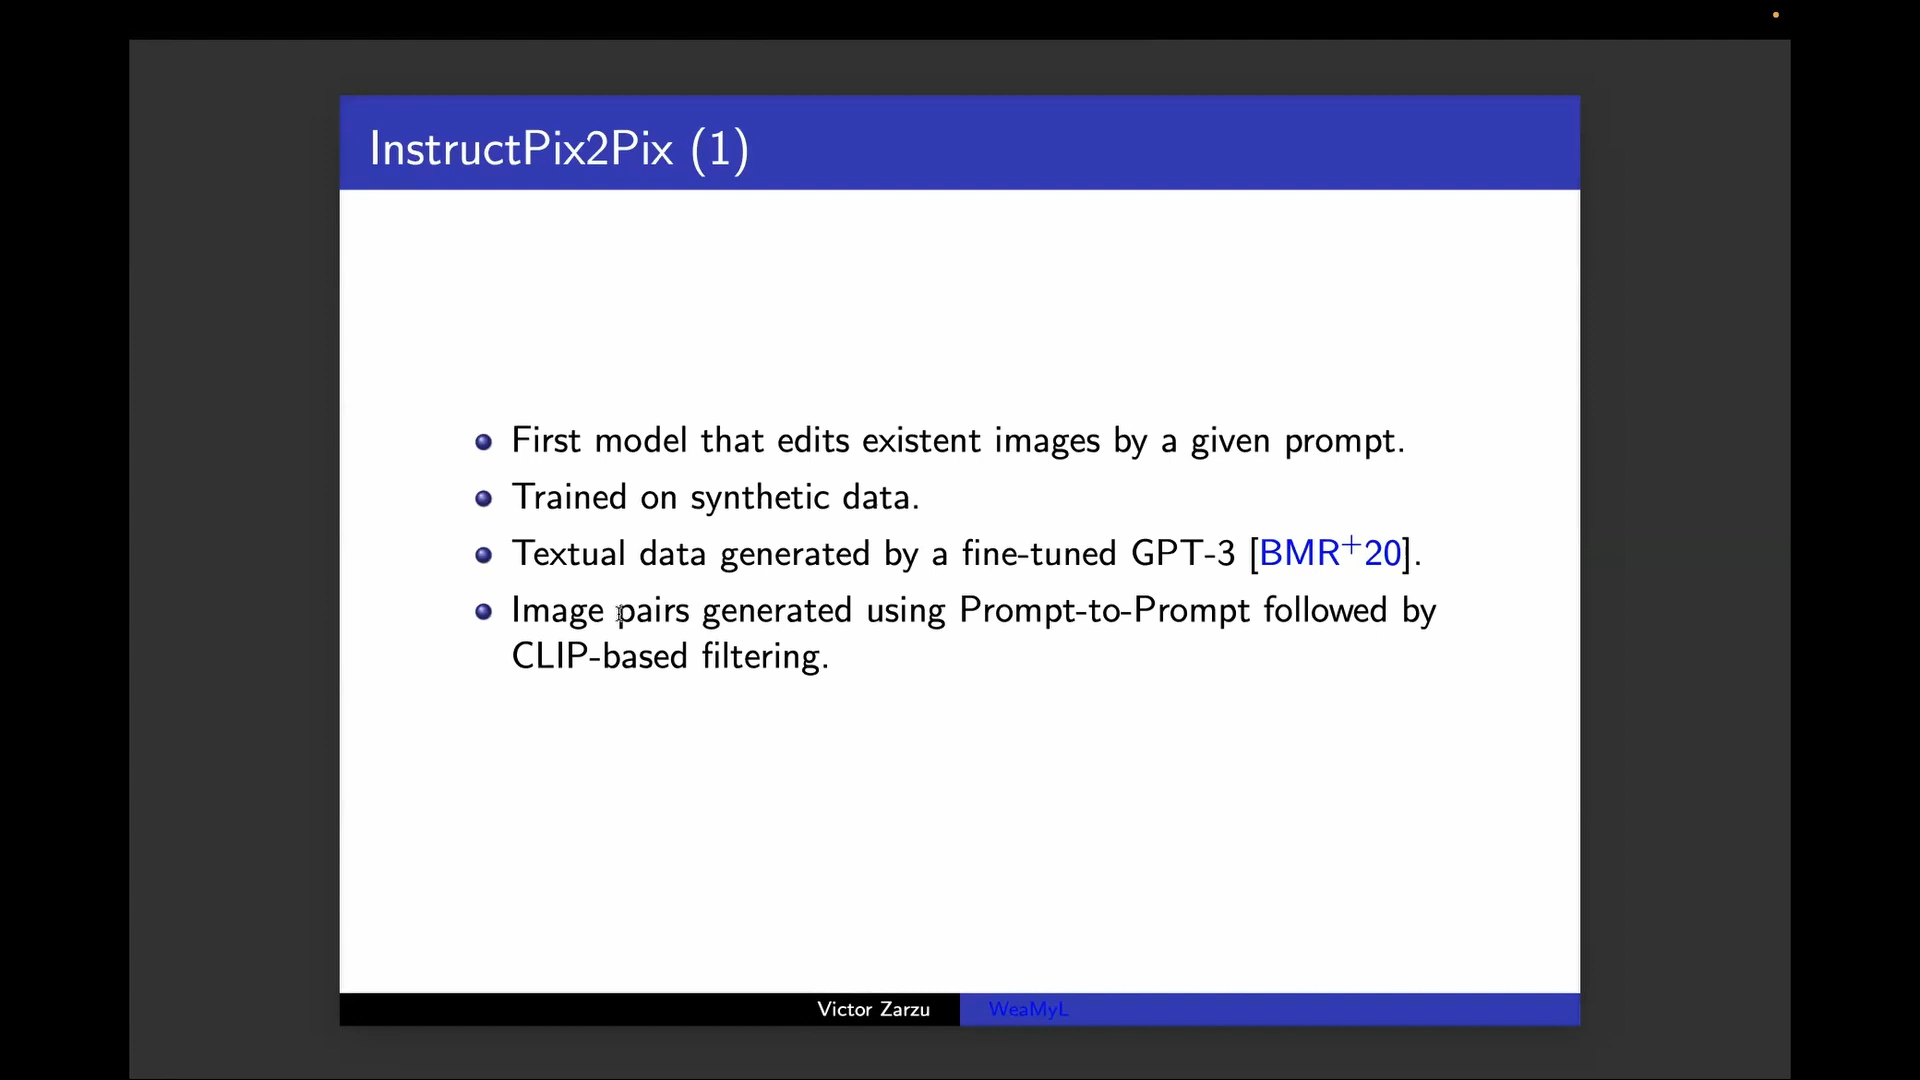 InstructPix2Pix (1)
First model that edits existent images by a given prompt.
Trained on synthetic data.
Textual data generated by a fine-tuned GPT-3 [BMR⁺20].
Image pairs generated using Prompt-to-Prompt followed by
CLIP-based filtering.
Victor Zarzu
WeaMyL